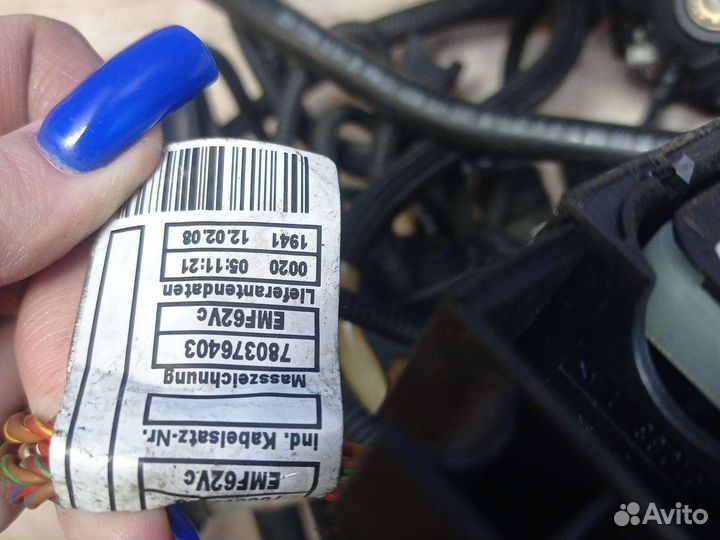 EMF62Vc
Ind. Kabelsatz-Nr.
Masszeichnung
780376403
EMF62Vc
Lieferantendaten
0020 05:11:21
1941 12.02.08
Avito